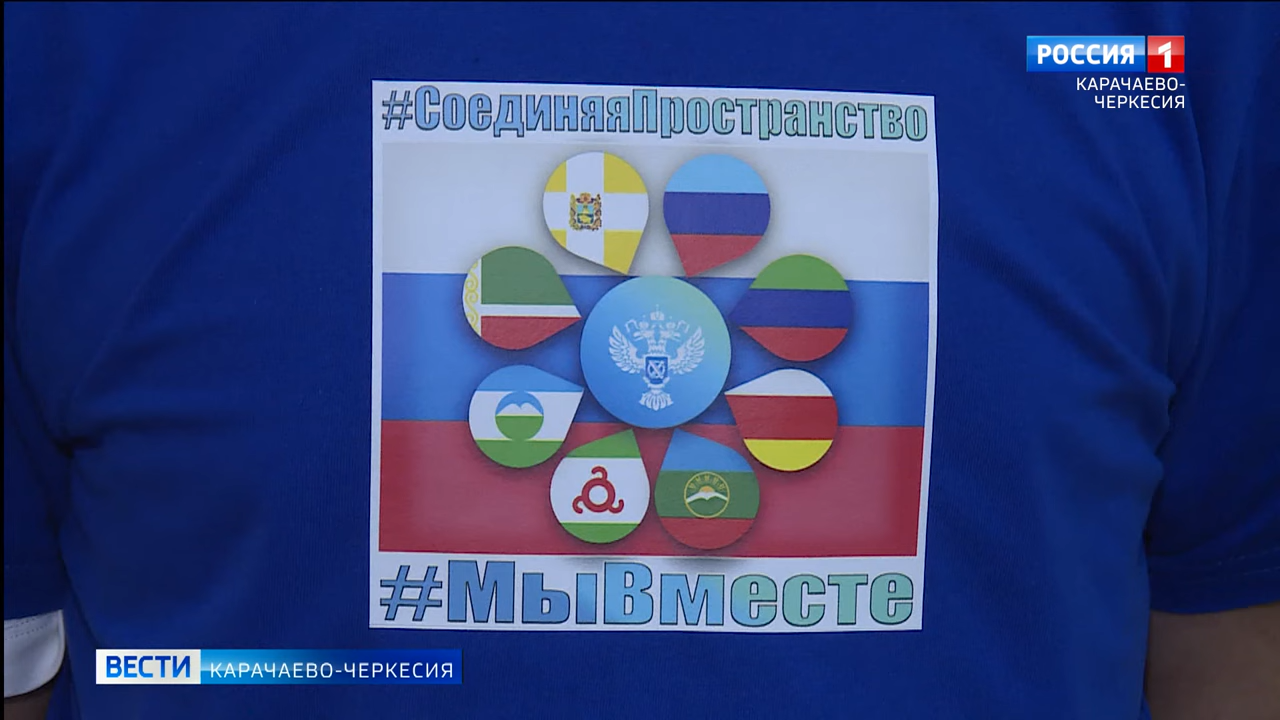 РОССИЯ 1
КАРАЧАЕВО-
ЧЕРКЕСИЯ
#СоединяяПространство
#МыВместе
ВЕСТИ КАРАЧАЕВО-ЧЕРКЕСИЯ